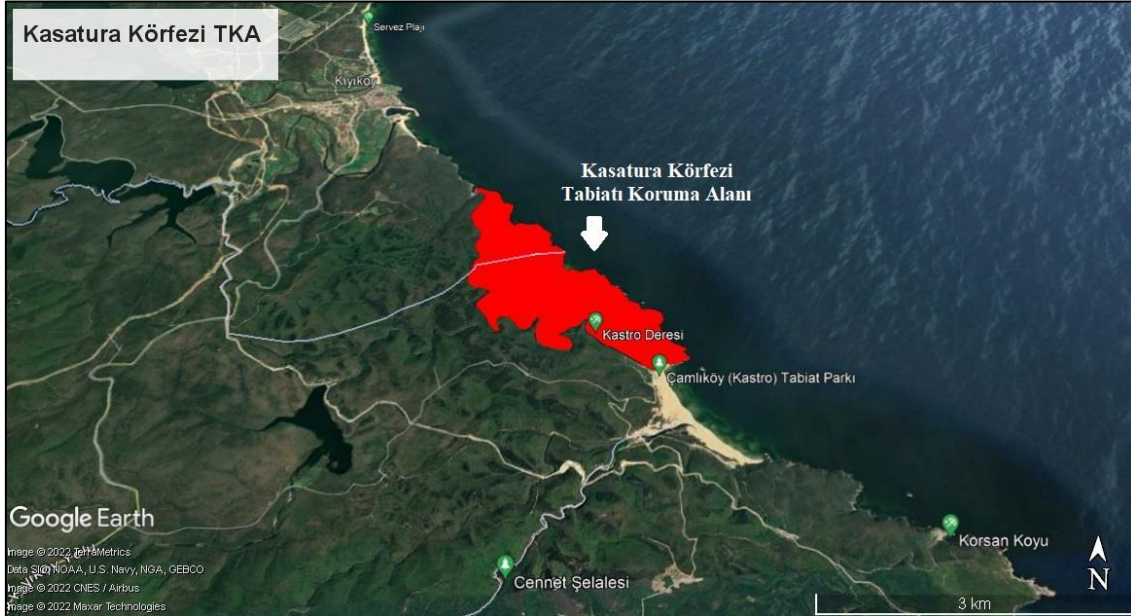 Kasatura Körfezi TKA
Servez Plajı
Kıyıköy
Kasatura Körfezi
Tabiatı Koruma Alanı
Kastro Deresi
Çamlıköy (Kastro) Tabiat Parkı
Korsan Koyu
Cennet Şelalesi
Google Earth
Image © 2022 TerraMetrics
Data SIO, NOAA, U.S. Navy, NGA, GEBCO
Image © 2022 CNES / Airbus
Image © 2022 Maxar Technologies
N
3 km